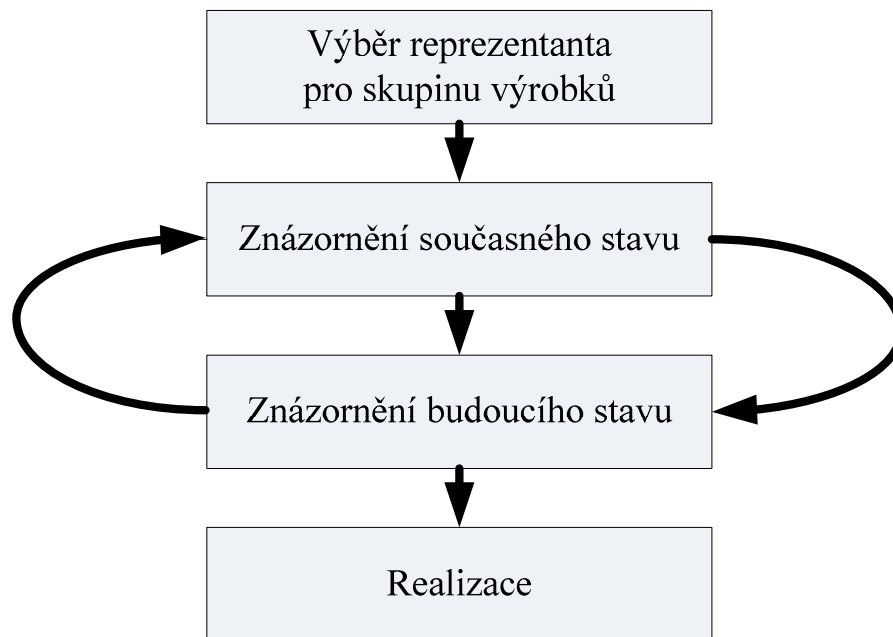 Výběr reprezentanta
pro skupinu výrobků
Znázornění současného stavu
Znázornění budoucího stavu
Realizace